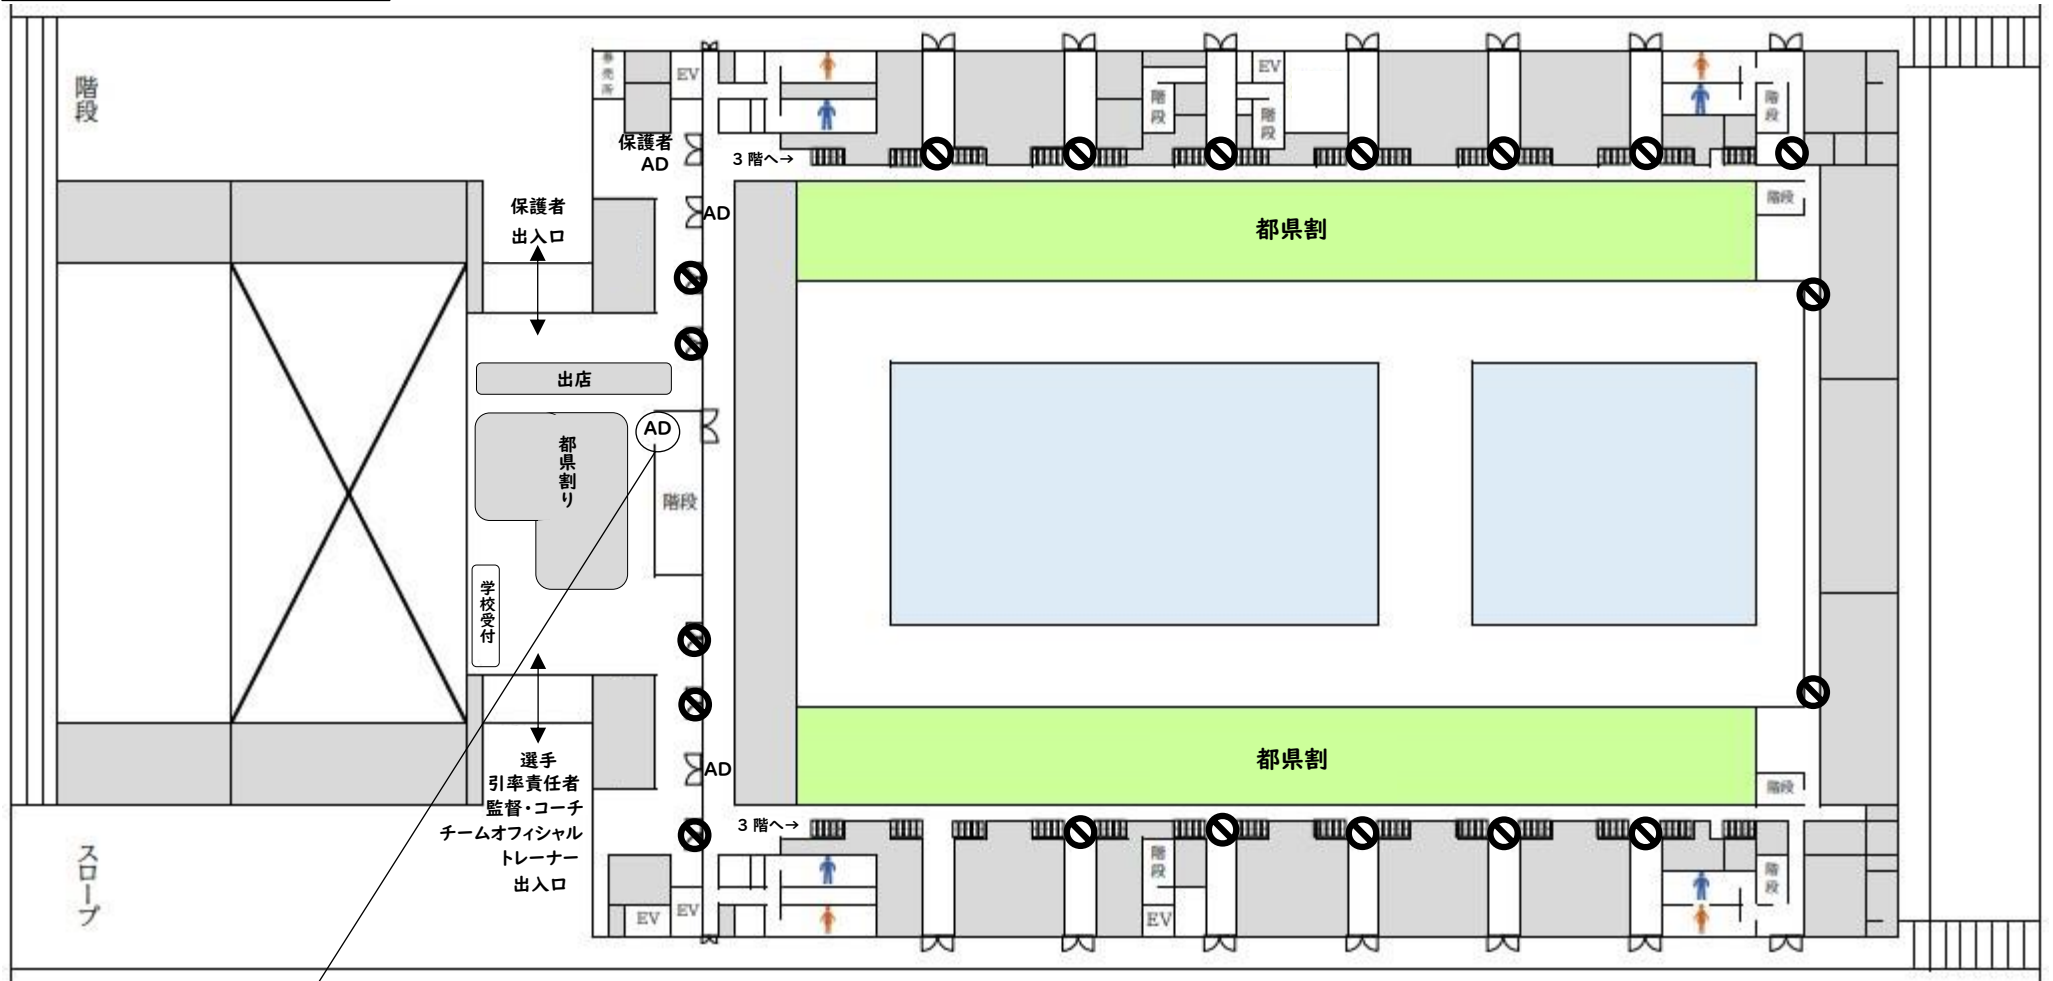 階段
券売所
EV
EV
階段
階段
階段
保護者
AD
3階へ→
保護者
出入口
AD
都県割
階段
出店
都県割り
AD
階段
学校受付
選手
引率責任者
監督・コーチ
チームオフィシャル
トレーナー
出入口
AD
都県割
階段
3階へ→
スロープ
EV
EV
階段
EV
階段